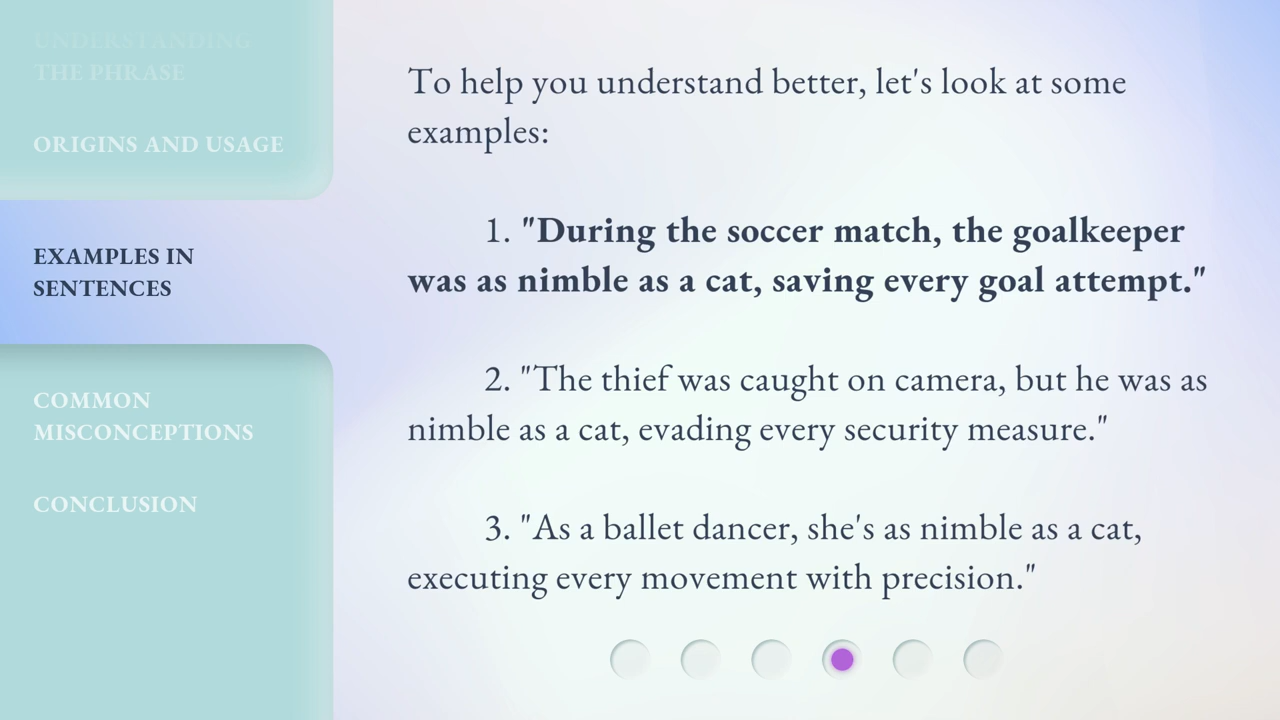 UNDERSTANDING
THE PHRASE
ORIGINS AND USAGE
EXAMPLES IN
SENTENCES
COMMON
MISCONCEPTIONS
CONCLUSION
To help you understand better, let's look at some
examples:
1. "During the soccer match, the goalkeeper
was as nimble as a cat, saving every goal attempt."
2. "The thief was caught on camera, but he was as
nimble as a cat, evading every security measure."
3. "As a ballet dancer, she's as nimble as a cat,
executing every movement with precision."